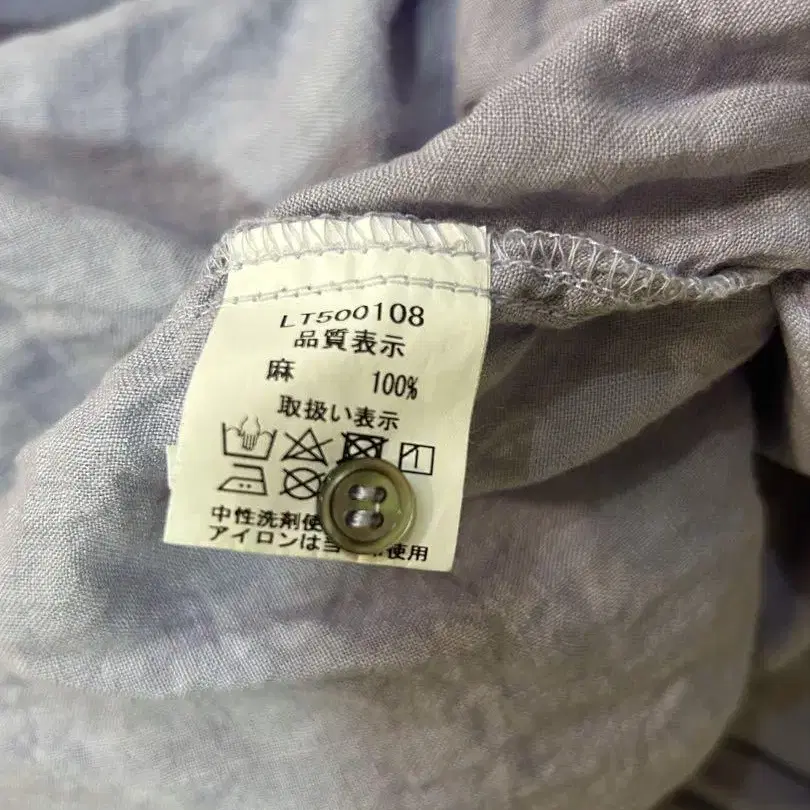 LT500108
品質表示
麻 100%
取扱い表示
中性洗剤使
アイロンは当 使用